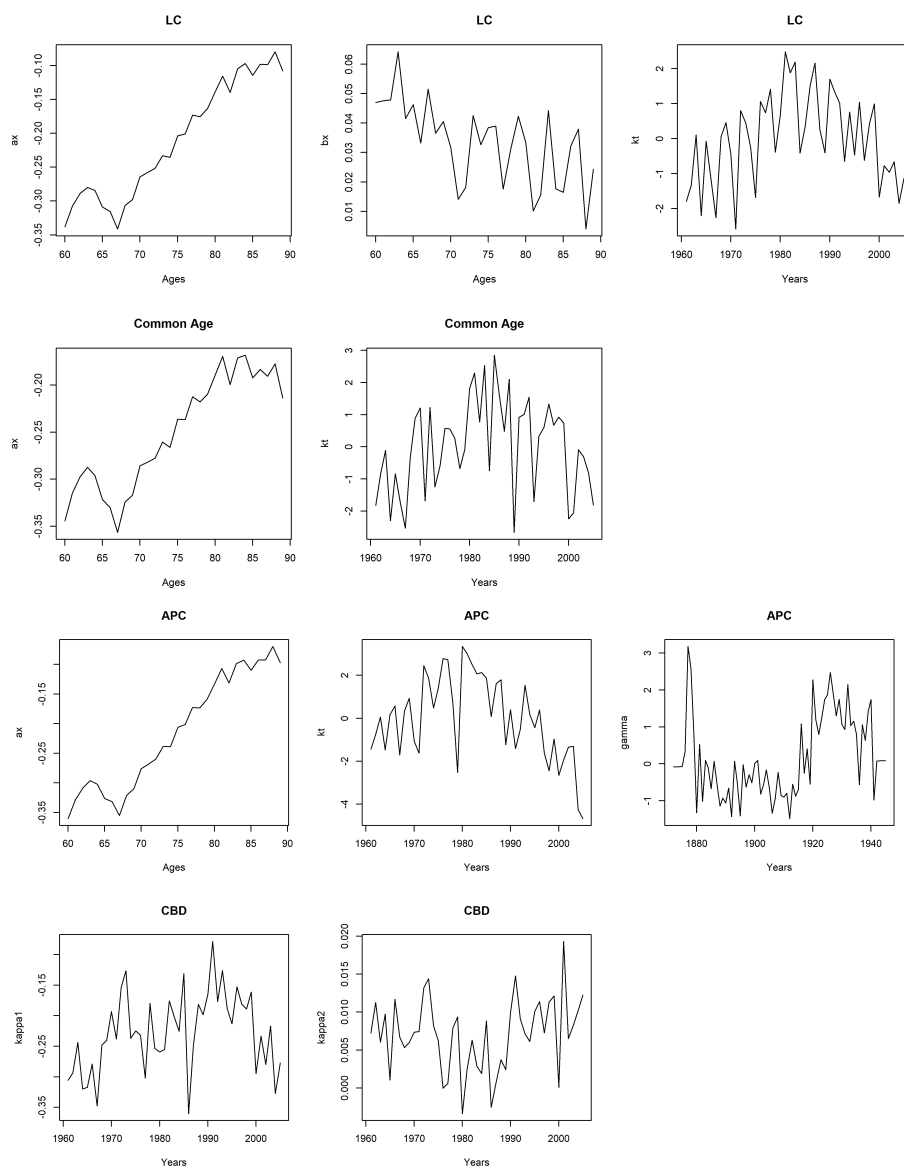 LC LC LC
ax -0.35 -0.30 -0.25 -0.20 -0.15 -0.10
60 65 70 75 80 85 90
Ages
bx 0.01 0.02 0.03 0.04 0.05 0.06
60 65 70 75 80 85 90
Ages
kt -2 -1 0 1 2
1960 1970 1980 1990 2000
Years
Common Age Common Age
ax -0.35 -0.30 -0.25 -0.20
60 65 70 75 80 85 90
Ages
kt -2 -1 0 1 2 3
1960 1970 1980 1990 2000
Years
APC APC APC
ax -0.35 -0.25 -0.15
60 65 70 75 80 85 90
Ages
kt -4 -2 0 2
1960 1970 1980 1990 2000
Years
gamma -1 0 1 2 3
1880 1900 1920 1940
Years
CBD CBD
kappa1 -0.35 -0.25 -0.15
1960 1970 1980 1990 2000
Years
kappa2 0.000 0.005 0.010 0.015 0.020
1960 1970 1980 1990 2000
Years